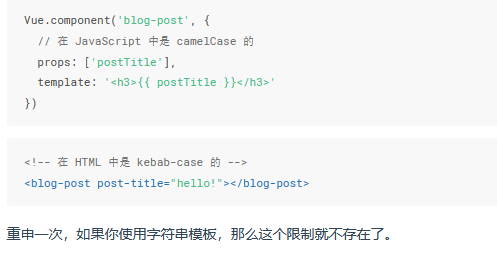 Vue.component('blog-post', {
  // 在 JavaScript 中是 camelCase 的
  props: ['postTitle'],
  template: '<h3>{{ postTitle }}</h3>'
})
<!-- 在 HTML 中是 kebab-case 的 -->
<blog-post post-title="hello!"></blog-post>
重申一次，如果你使用字符串模板，那么这个限制就不存在了。